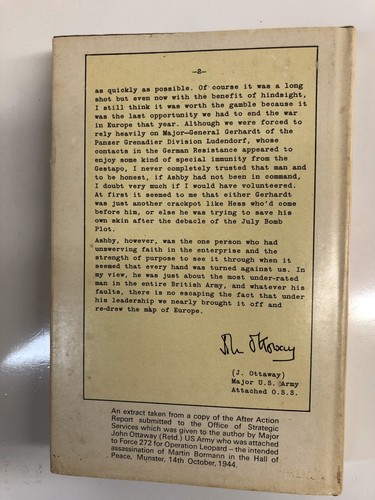 —2—
as quickly as possible. Of course it was a long
shot but even now with the benefit of hindsight,
I still think it was worth the gamble because it
was the last opportunity we had to end the war
in Europe that year. Although we were forced to
rely heavily on Major—General Gerhardt of the
Panzer Grenadier Division Ludendorf, whose
contacts in the German Resistance appeared to
enjoy some kind of special immunity from the
Gestapo, I never completely trusted that man and
to be honest, if Ashby had not been in command,
I doubt very much if I would have volunteered.
At first it seemed to me that either Gerhardt
was just another crackpot like Hess who'd come
before him, or else he was trying to save his
own skin after the debacle of the July Bomb
Plot.
Ashby, however, was the one person who had
unswerving faith in the enterprise and the
strength of purpose to see it through when it
seemed that every hand was turned against us. In
my view, he was just about the most under-rated
man in the entire British Army, and whatever his
faults, there is no escaping the fact that under
his leadership we nearly brought it off and
re-drew the map of Europe.
John Ottaway
(J. Ottaway)
Major U.S. Army
Attached O.S.S.
An extract taken from a copy of the After Action
Report submitted to the Office of Strategic
Services which was given to the author by Major
John Ottaway (Retd.) US Army who was attached
to Force 272 for Operation Leopard – the intended
assassination of Martin Bormann in the Hall of
Peace, Munster, 14th October, 1944.